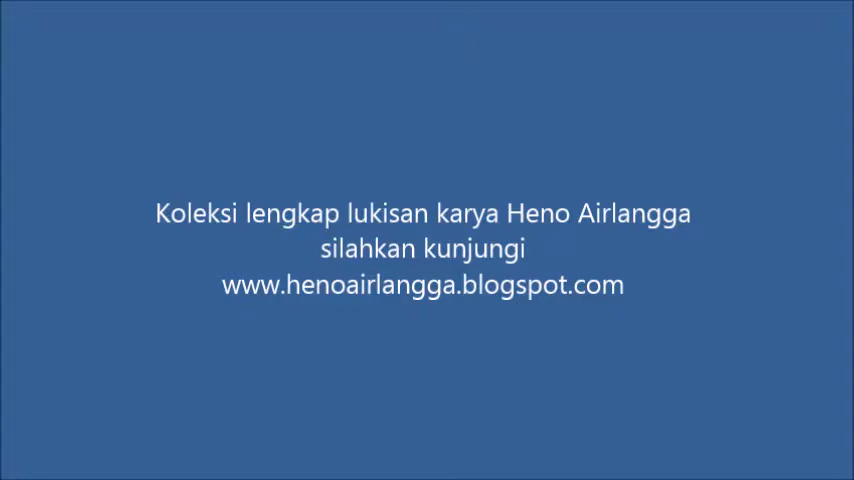 Koleksi lengkap lukisan karya Heno Airlangga
silahkan kunjungi
www.henoairlangga.blogspot.com